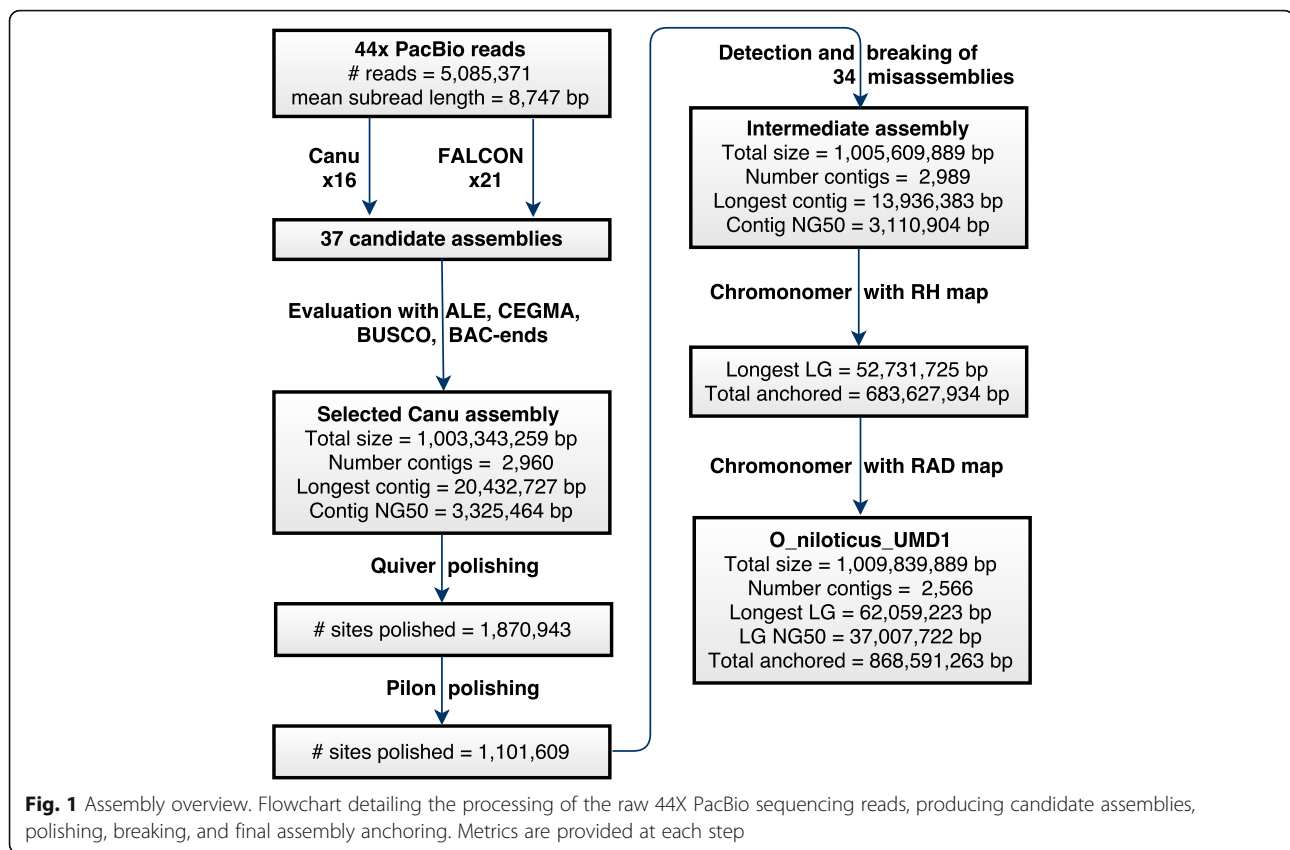 44x PacBio reads
# reads = 5,085,371
mean subread length = 8,747 bp
Canu
x16
FALCON
x21
37 candidate assemblies
Evaluation with ALE, CEGMA,
BUSCO, BAC-ends
Selected Canu assembly
Total size = 1,003,343,259 bp
Number contigs = 2,960
Longest contig = 20,432,727 bp
Contig NG50 = 3,325,464 bp
Quiver polishing
# sites polished = 1,870,943
Pilon polishing
# sites polished = 1,101,609
Detection and breaking of
34 misassemblies
Intermediate assembly
Total size = 1,005,609,889 bp
Number contigs = 2,989
Longest contig = 13,936,383 bp
Contig NG50 = 3,110,904 bp
Chromonomer with RH map
Longest LG = 52,731,725 bp
Total anchored = 683,627,934 bp
Chromonomer with RAD map
O_niloticus_UMD1
Total size = 1,009,839,889 bp
Number contigs = 2,566
Longest LG = 62,059,223 bp
LG NG50 = 37,007,722 bp
Total anchored = 868,591,263 bp
Fig. 1 Assembly overview. Flowchart detailing the processing of the raw 44X PacBio sequencing reads, producing candidate assemblies,
polishing, breaking, and final assembly anchoring. Metrics are provided at each step